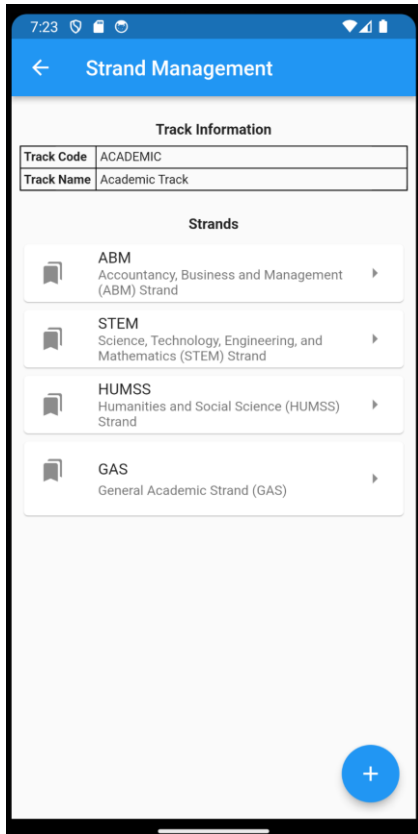 7:23
Strand Management
Track Information
Track Code ACADEMIC
Track Name Academic Track
Strands
ABM
Accountancy, Business and Management
(ABM) Strand
STEM
Science, Technology, Engineering, and
Mathematics (STEM) Strand
HUMSS
Humanities and Social Science (HUMSS)
Strand
GAS
General Academic Strand (GAS)